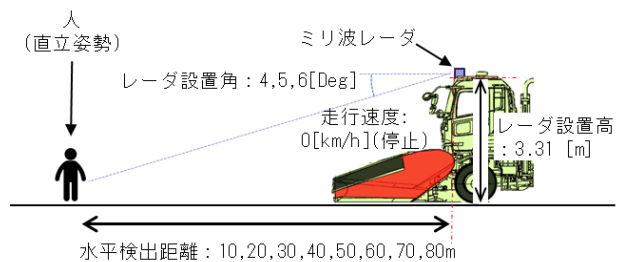 人
(直立姿勢)
ミリ波レーダ
レーダ設置角：4,5,6[Deg]
走行速度:
0[km/h](停止)
レーダ設置高
：3.31 [m]
水平検出距離：10,20,30,40,50,60,70,80m